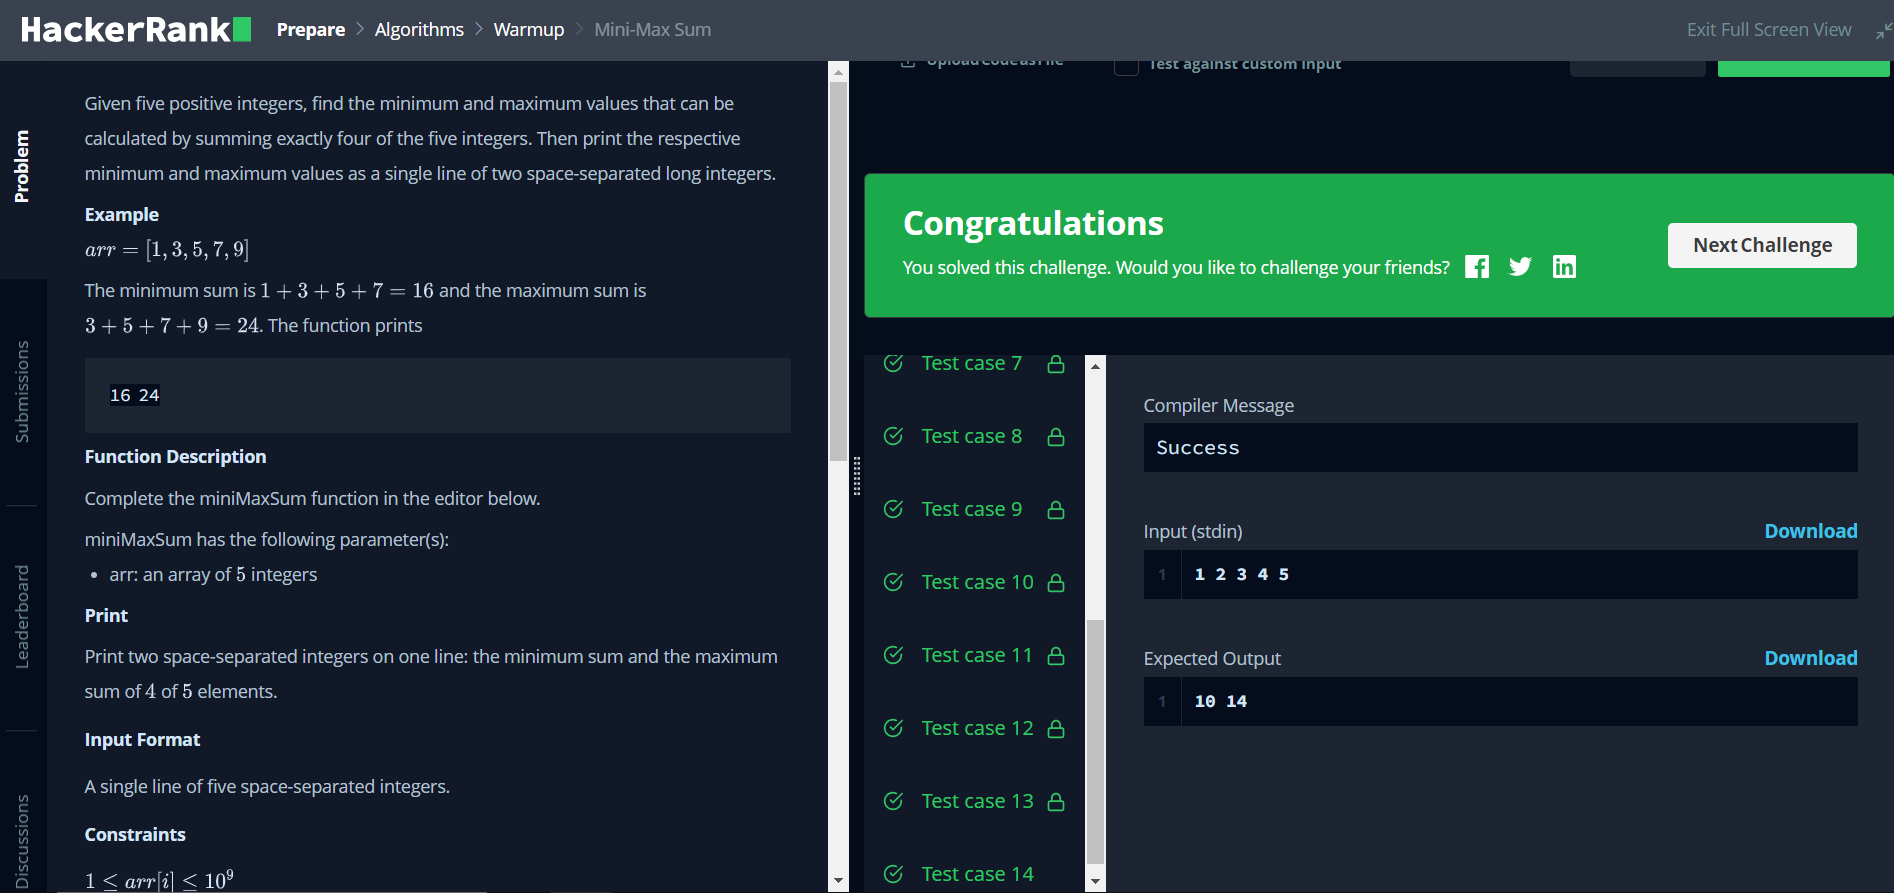 HackerRank
Prepare > Algorithms > Warmup > Mini-Max Sum
Exit Full Screen View
Problem
Submissions
Leaderboard
Discussions
Given five positive integers, find the minimum and maximum values that can be
calculated by summing exactly four of the five integers. Then print the respective
minimum and maximum values as a single line of two space-separated long integers.
Example
arr = [1, 3, 5, 7, 9]
The minimum sum is 1 + 3 + 5 + 7 = 16 and the maximum sum is
3 + 5 + 7 + 9 = 24. The function prints
16 24
Function Description
Complete the miniMaxSum function in the editor below.
miniMaxSum has the following parameter(s):
• arr: an array of 5 integers
Print
Print two space-separated integers on one line: the minimum sum and the maximum
sum of 4 of 5 elements.
Input Format
A single line of five space-separated integers.
Constraints
1 ≤ arr[i] ≤ 10⁹
Upload Code as File
Test against custom input
Congratulations
You solved this challenge. Would you like to challenge your friends?
Next Challenge
Test case 7
Test case 8
Test case 9
Test case 10
Test case 11
Test case 12
Test case 13
Test case 14
Compiler Message
Success
Input (stdin)
Download
1
1 2 3 4 5
Expected Output
Download
1
10 14